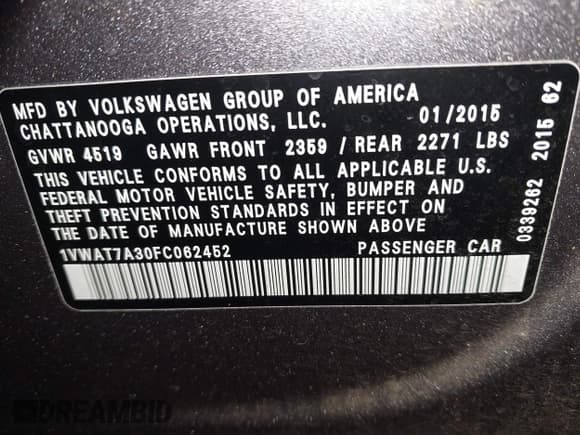 MFD BY VOLKSWAGEN GROUP OF AMERICA
CHATTANOOGA OPERATIONS, LLC. 01/2015
GVWR 4519 GAWR FRONT 2359 / REAR 2271 LBS
THIS VEHICLE CONFORMS TO ALL APPLICABLE U.S.
FEDERAL MOTOR VEHICLE SAFETY, BUMPER AND
THEFT PREVENTION STANDARDS IN EFFECT ON
THE DATE OF MANUFACTURE SHOWN ABOVE
1VWAT7A30FC062452 PASSENGER CAR
0339262 2015 62
DREAMBID